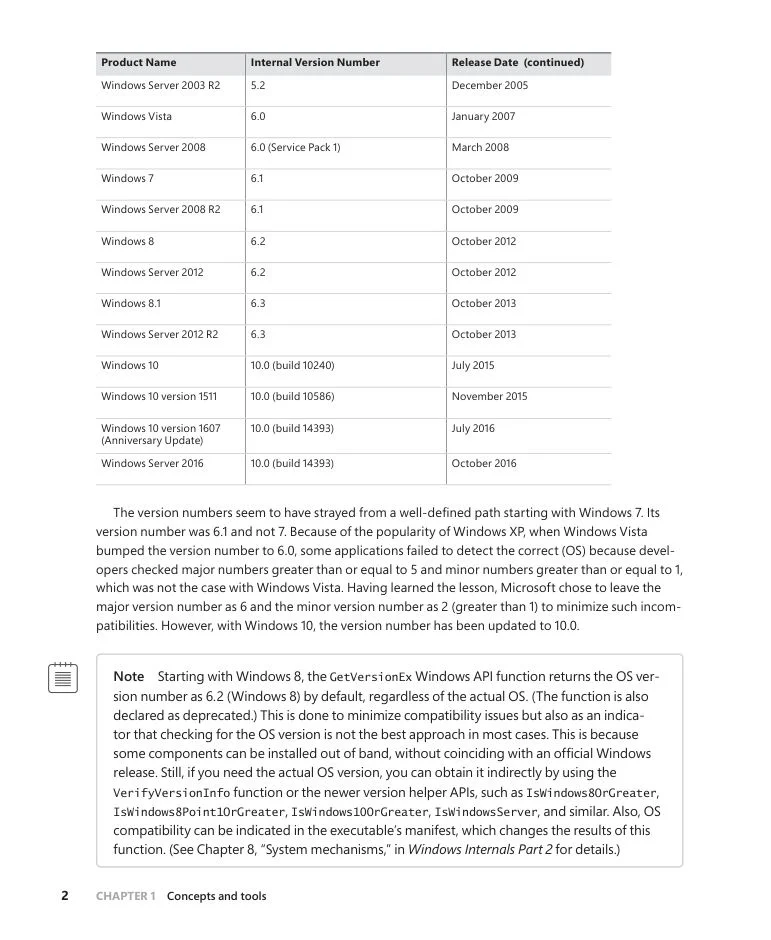 Product Name Internal Version Number Release Date (continued)
Windows Server 2003 R2 5.2 December 2005
Windows Vista 6.0 January 2007
Windows Server 2008 6.0 (Service Pack 1) March 2008
Windows 7 6.1 October 2009
Windows Server 2008 R2 6.1 October 2009
Windows 8 6.2 October 2012
Windows Server 2012 6.2 October 2012
Windows 8.1 6.3 October 2013
Windows Server 2012 R2 6.3 October 2013
Windows 10 10.0 (build 10240) July 2015
Windows 10 version 1511 10.0 (build 10586) November 2015
Windows 10 version 1607 10.0 (build 14393) July 2016
(Anniversary Update)
Windows Server 2016 10.0 (build 14393) October 2016
The version numbers seem to have strayed from a well-defined path starting with Windows 7. Its
version number was 6.1 and not 7. Because of the popularity of Windows XP, when Windows Vista
bumped the version number to 6.0, some applications failed to detect the correct (OS) because devel-
opers checked major numbers greater than or equal to 5 and minor numbers greater than or equal to 1,
which was not the case with Windows Vista. Having learned the lesson, Microsoft chose to leave the
major version number as 6 and the minor version number as 2 (greater than 1) to minimize such incom-
patibilities. However, with Windows 10, the version number has been updated to 10.0.
Note Starting with Windows 8, the GetVersionEx Windows API function returns the OS ver-
sion number as 6.2 (Windows 8) by default, regardless of the actual OS. (The function is also
declared as deprecated.) This is done to minimize compatibility issues but also as an indica-
tor that checking for the OS version is not the best approach in most cases. This is because
some components can be installed out of band, without coinciding with an official Windows
release. Still, if you need the actual OS version, you can obtain it indirectly by using the
VerifyVersionInfo function or the newer version helper APIs, such as IsWindows8OrGreater,
IsWindows8Point1OrGreater, IsWindows10OrGreater, IsWindowsServer, and similar. Also, OS
compatibility can be indicated in the executable's manifest, which changes the results of this
function. (See Chapter 8, "System mechanisms," in Windows Internals Part 2 for details.)
2 CHAPTER 1 Concepts and tools